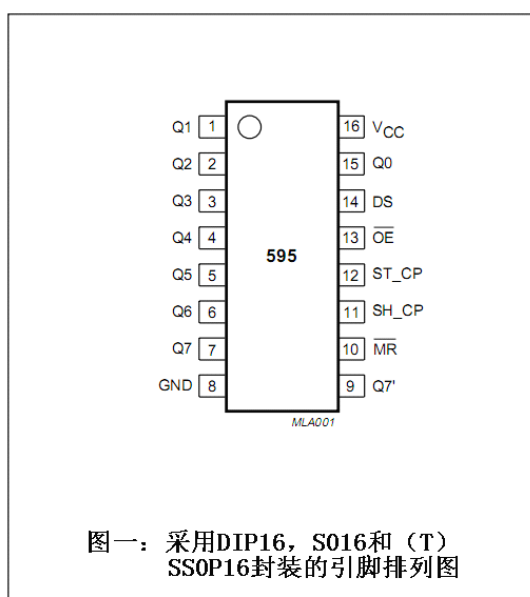 Q1 1 16 VCC
Q2 2 15 Q0
Q3 3 14 DS
Q4 4 13 O̅E̅
595
Q5 5 12 ST_CP
Q6 6 11 SH_CP
Q7 7 10 M̅R̅
GND 8 9 Q7'
MLA001
图一：采用DIP16，SO16和（T）
SSOP16封装的引脚排列图